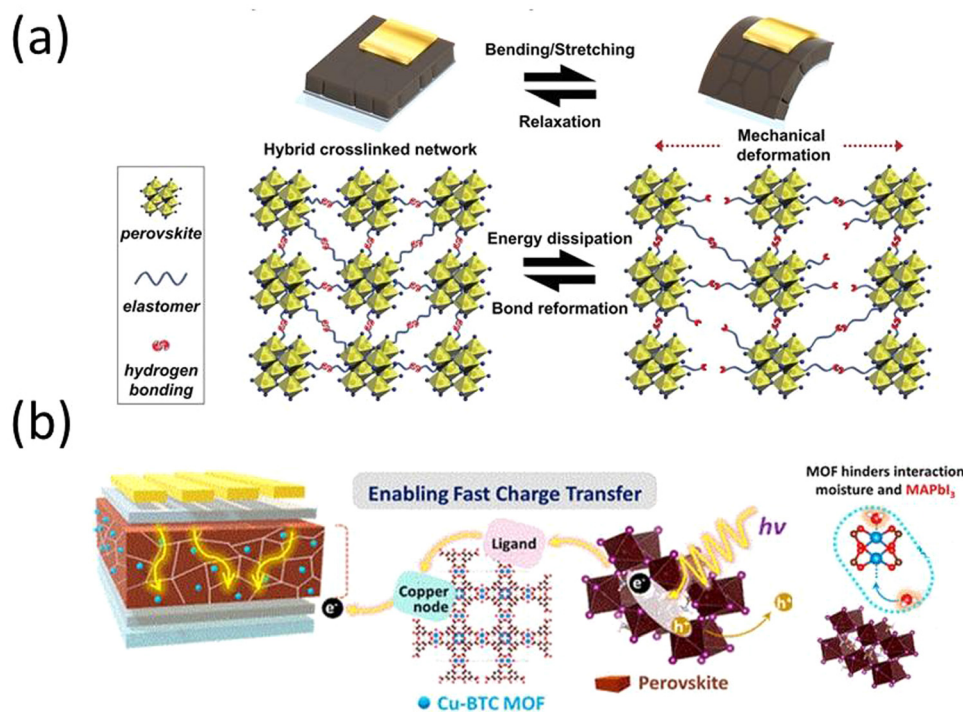 (a)
Bending/Stretching
Relaxation
Hybrid crosslinked network
Mechanical
deformation
perovskite
elastomer
hydrogen
bonding
Energy dissipation
Bond reformation
(b)
Enabling Fast Charge Transfer
Ligand
Copper
node
e⁻
hν
e⁻
h⁺
h⁺
MOF hinders interaction
moisture and MAPbI₃
Cu-BTC MOF
Perovskite